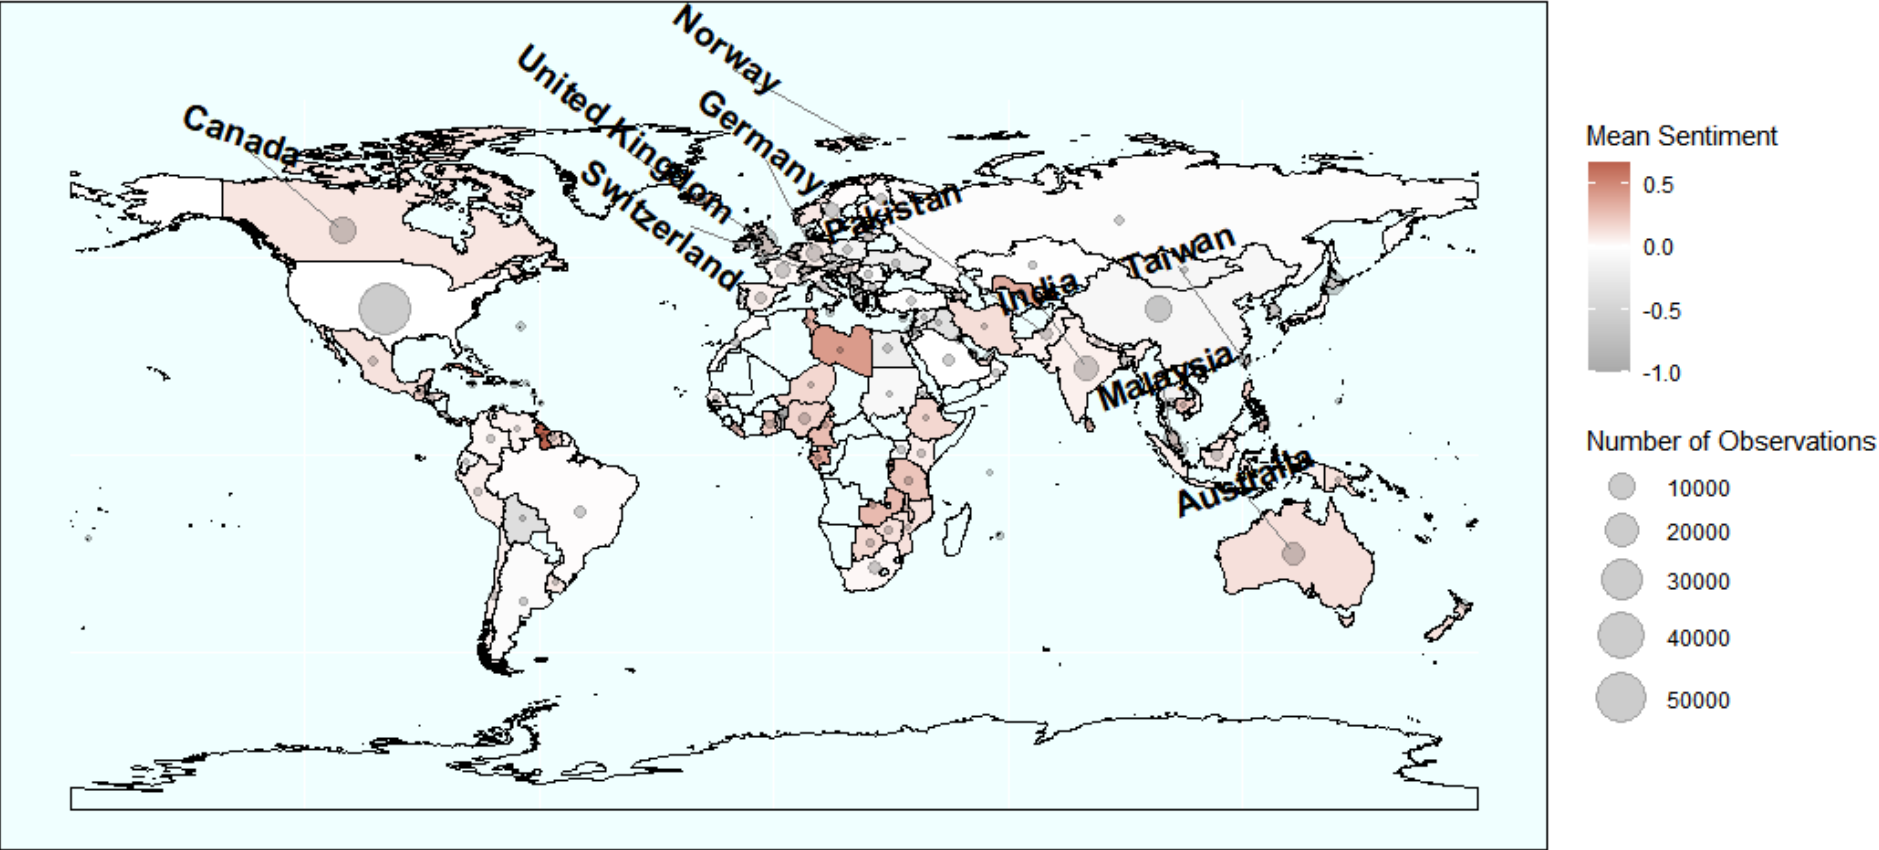 Norway
United Kingdom
Germany
Canada
Switzerland
Pakistan
Taiwan
India
Malaysia
Australia
Mean Sentiment
0.5
0.0
-0.5
-1.0
Number of Observations
10000
20000
30000
40000
50000